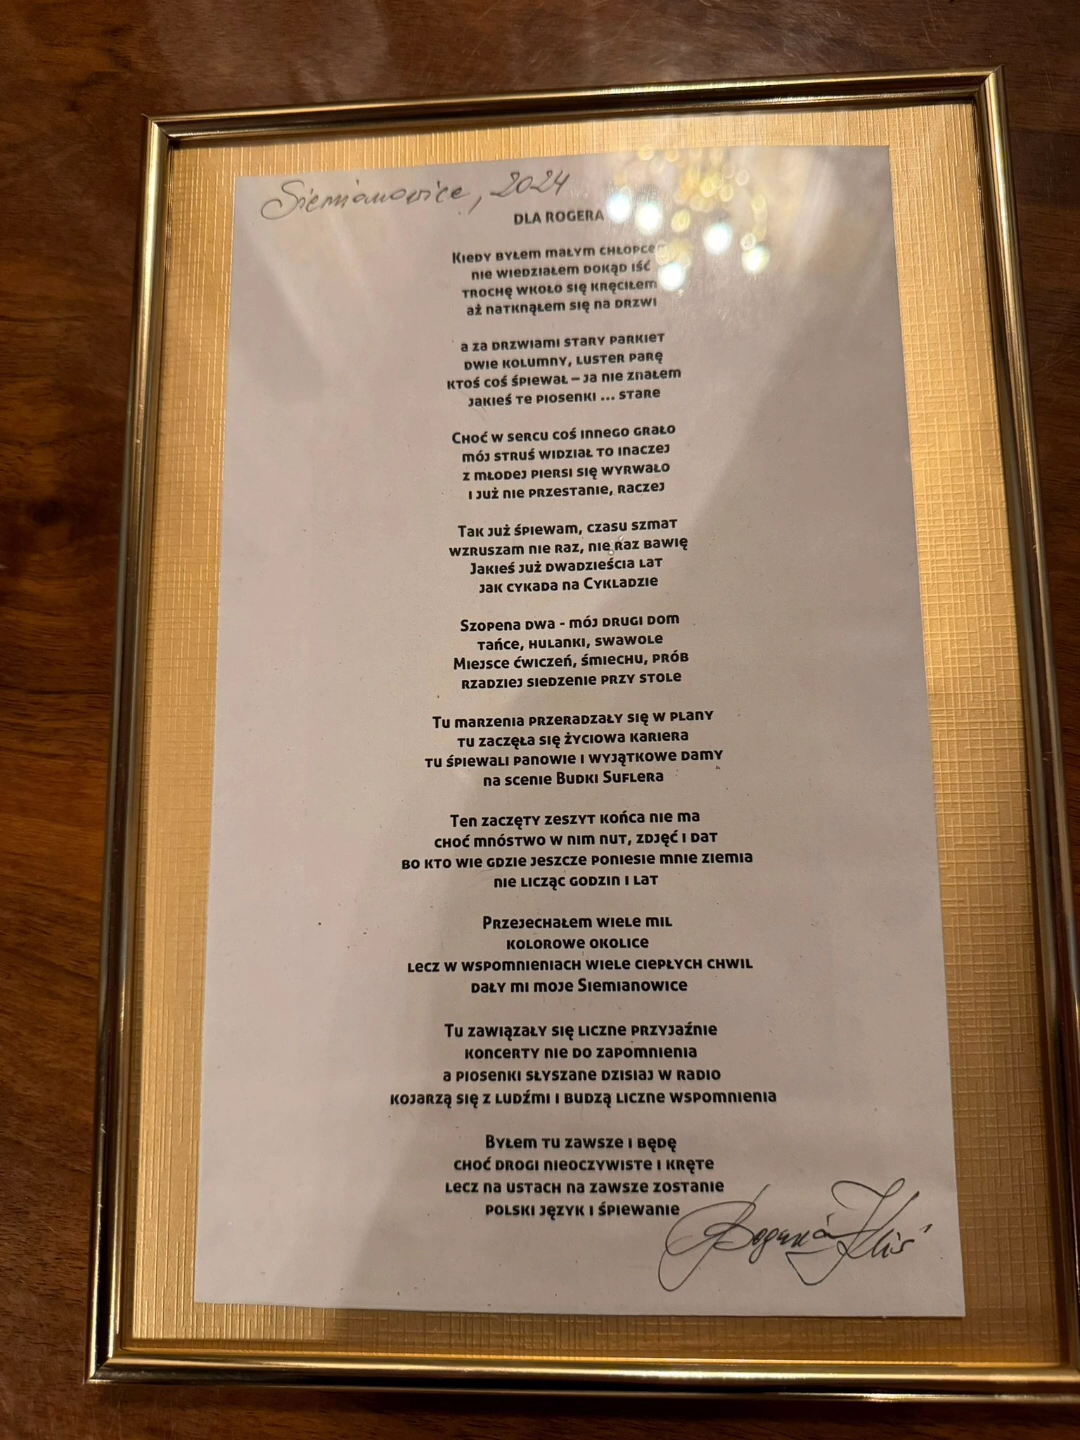 Siemianowice, 2024
DLA ROGERA
Kiedy byłem małym chłopcem
nie wiedziałem dokąd iść
trochę wkoło się kręciłem
aż natknąłem się na drzwi
a za drzwiami stary parkiet
dwie kolumny, luster parę
ktoś coś śpiewał – ja nie znałem
jakieś te piosenki ... stare
Choć w sercu coś innego grało
mój struś widział to inaczej
z młodej piersi się wyrwało
i już nie przestanie, raczej
Tak już śpiewam, czasu szmat
wzruszam nie raz, nie raz bawię
Jakieś już dwadzieścia lat
jak cykada na Cykladzie
Szopena dwa - mój drugi dom
tańce, hulanki, swawole
Miejsce ćwiczeń, śmiechu, prób
rzadziej siedzenie przy stole
Tu marzenia przeradzały się w plany
tu zaczęła się życiowa kariera
tu śpiewali panowie i wyjątkowe damy
na scenie Budki Suflera
Ten zaczęty zeszyt końca nie ma
choć mnóstwo w nim nut, zdjęć i dat
bo kto wie gdzie jeszcze poniesie mnie ziemia
nie licząc godzin i lat
Przejechałem wiele mil
kolorowe okolice
lecz w wspomnieniach wiele ciepłych chwil
dały mi moje Siemianowice
Tu zawiązały się liczne przyjaźnie
koncerty nie do zapomnienia
a piosenki słyszane dzisiaj w radio
kojarzą się z ludźmi i budzą liczne wspomnienia
Byłem tu zawsze i będę
choć drogi nieoczywiste i kręte
lecz na ustach na zawsze zostanie
polski język i śpiewanie